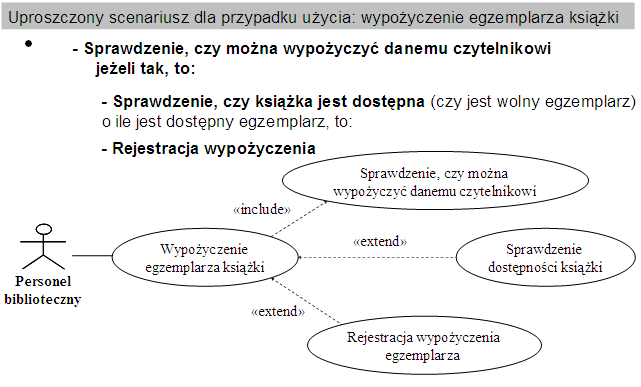 Uproszczony scenariusz dla przypadku użycia: wypożyczenie egzemplarza książki
• - Sprawdzenie, czy można wypożyczyć danemu czytelnikowi
jeżeli tak, to:
- Sprawdzenie, czy książka jest dostępna (czy jest wolny egzemplarz)
o ile jest dostępny egzemplarz, to:
- Rejestracja wypożyczenia
Sprawdzenie, czy można
wypożyczyć danemu czytelnikowi
«include»
«extend»
Wypożyczenie
egzemplarza książki
Sprawdzenie
dostępności książki
Personel
biblioteczny
«extend»
Rejestracja wypożyczenia
egzemplarza